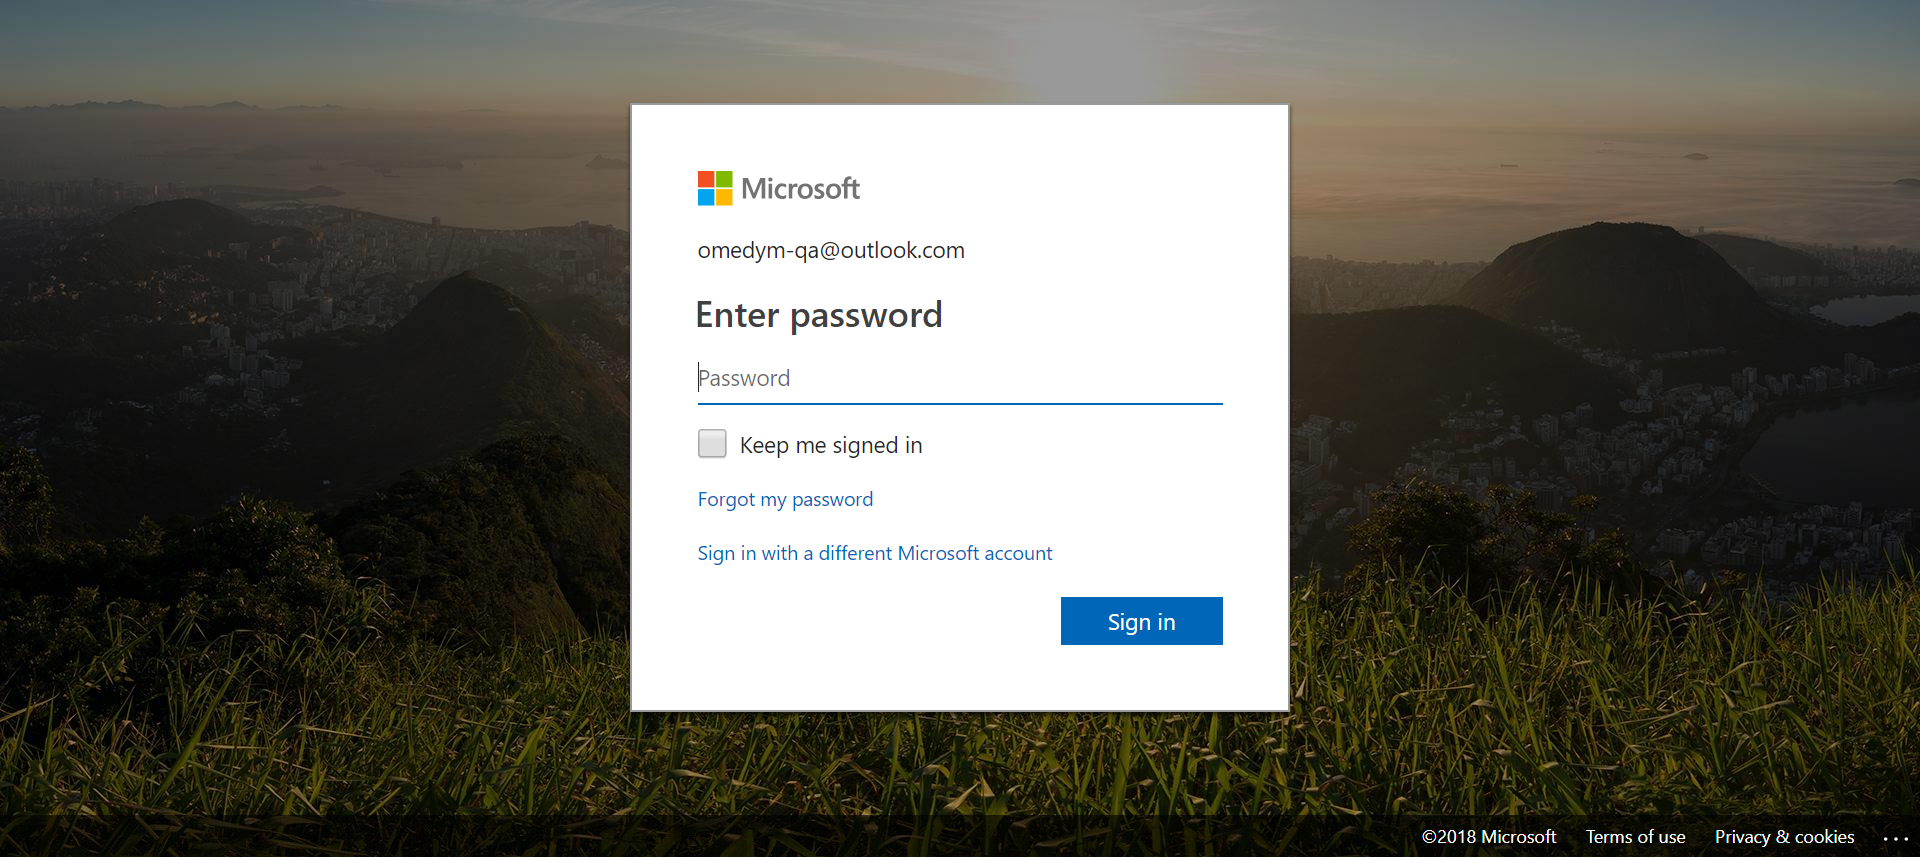 Microsoft
omedym-qa@outlook.com
Enter password
Password
Keep me signed in
Forgot my password
Sign in with a different Microsoft account
Sign in
©2018 Microsoft Terms of use Privacy & cookies ...